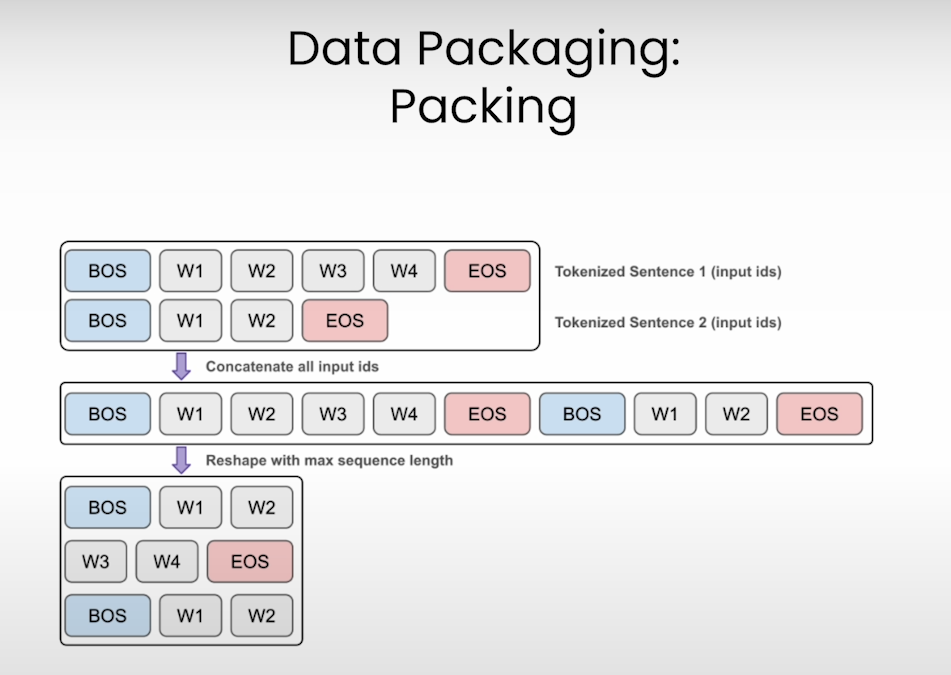 Data Packaging:
Packing
BOS W1 W2 W3 W4 EOS Tokenized Sentence 1 (input ids)
BOS W1 W2 EOS Tokenized Sentence 2 (input ids)
Concatenate all input ids
BOS W1 W2 W3 W4 EOS BOS W1 W2 EOS
Reshape with max sequence length
BOS W1 W2
W3 W4 EOS
BOS W1 W2